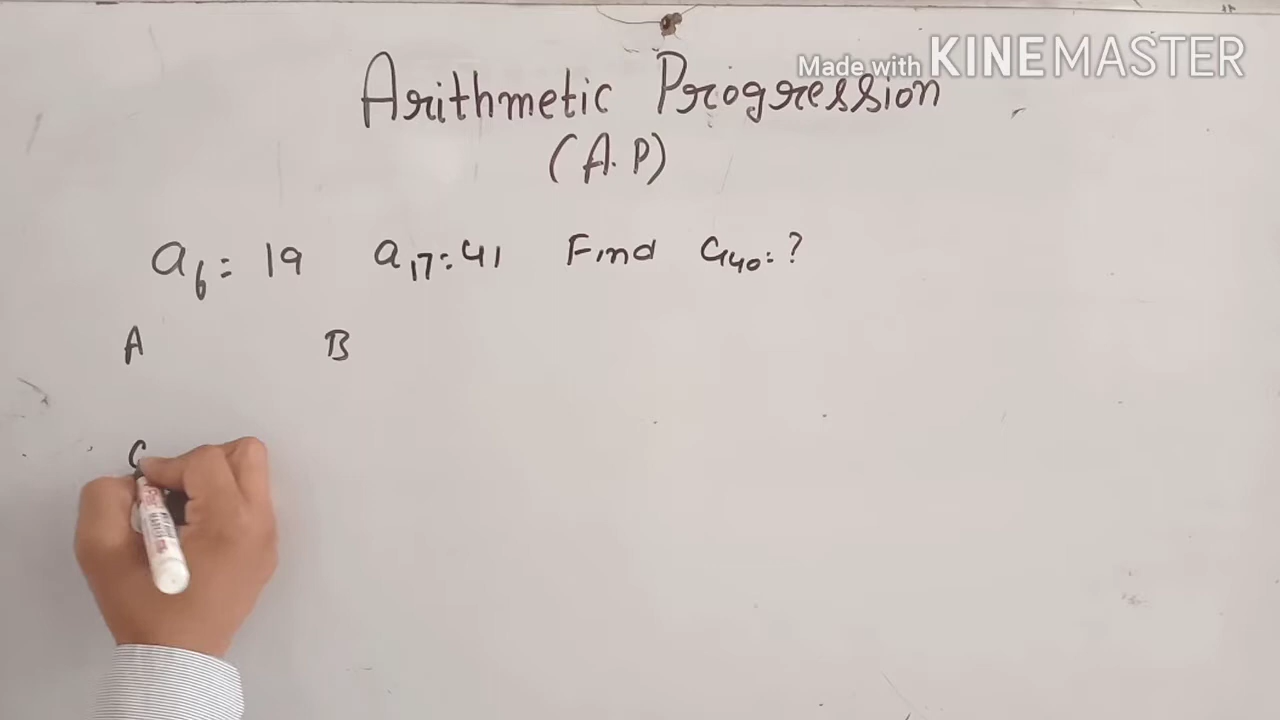 Made with KINEMASTER
Arithmetic Progression
(A.P)
a₆ = 19 a₁₇ = 41 Find a₄₀ = ?
A B
C